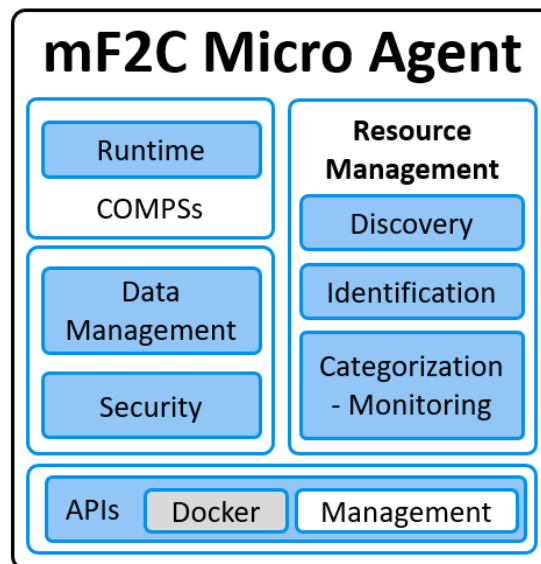 mF2C Micro Agent
Runtime
COMPSs
Data
Management
Security
Resource
Management
Discovery
Identification
Categorization
- Monitoring
APIs
Docker
Management